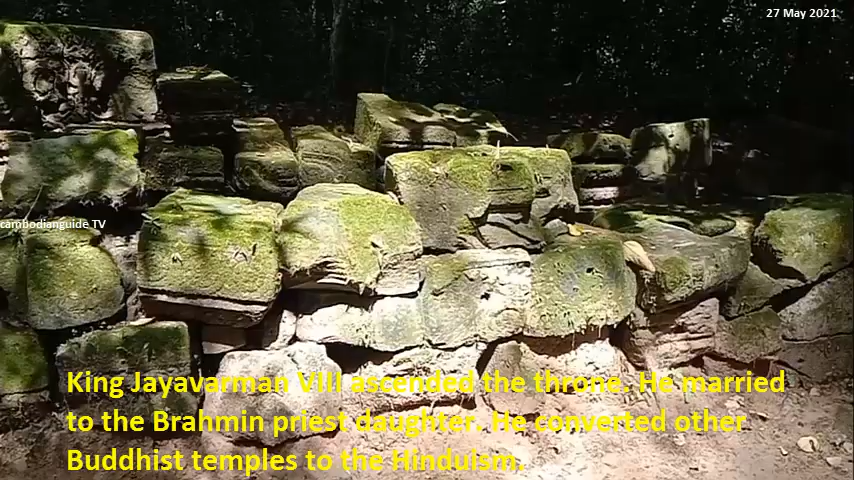 27 May 2021
cambodianguide TV
King Jayavarman VIII ascended the throne. He married
to the Brahmin priest daughter. He converted other
Buddhist temples to the Hinduism.